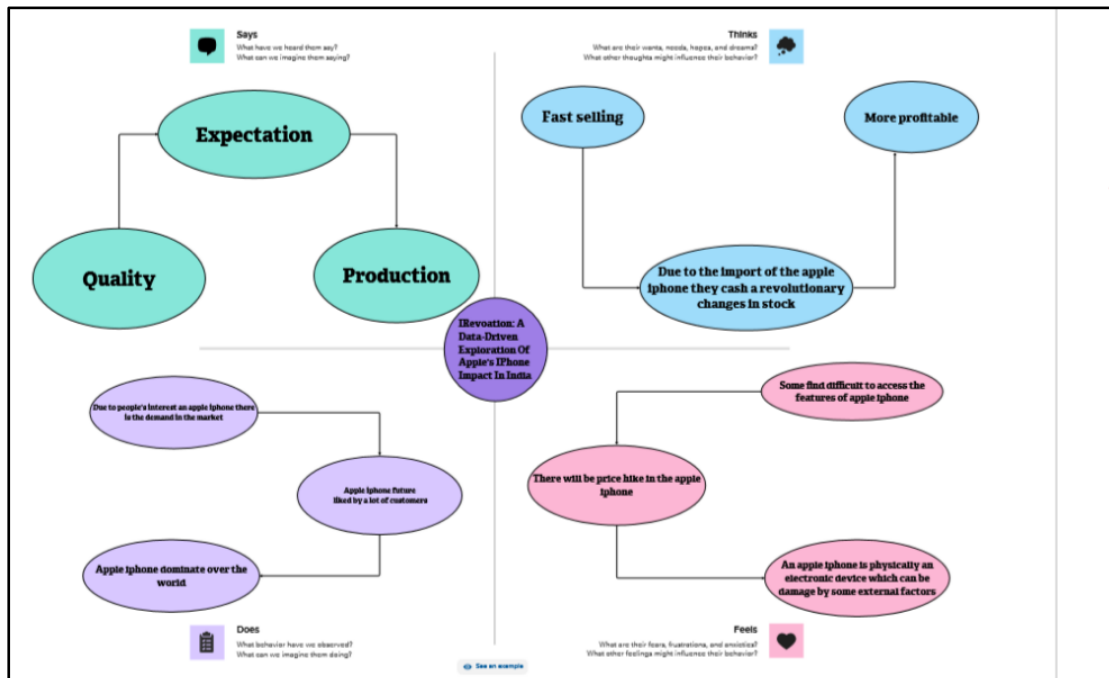 Says
What have we heard them say?
What can we imagine them saying?
Thinks
What are their wants, needs, hopes, and dreams?
What other thoughts might influence their behavior?
Expectation
Quality
Production
Fast selling
More profitable
Due to the import of the apple
iphone they cash a revolutionary
changes in stock
IRevoation: A
Data-Driven
Exploration Of
Apple's IPhone
Impact In India
Due to people's interest an apple iphone there
is the demand in the market
Apple iphone future
liked by a lot of customers
Apple iphone dominate over the
world
Some find difficult to access the
features of apple iphone
There will be price hike in the apple
iphone
An apple iphone is physically an
electronic device which can be
damage by some external factors
Does
What behavior have we observed?
What can we imagine them doing?
Feels
What are their fears, frustrations, and anxieties?
What other feelings might influence their behavior?
See an example